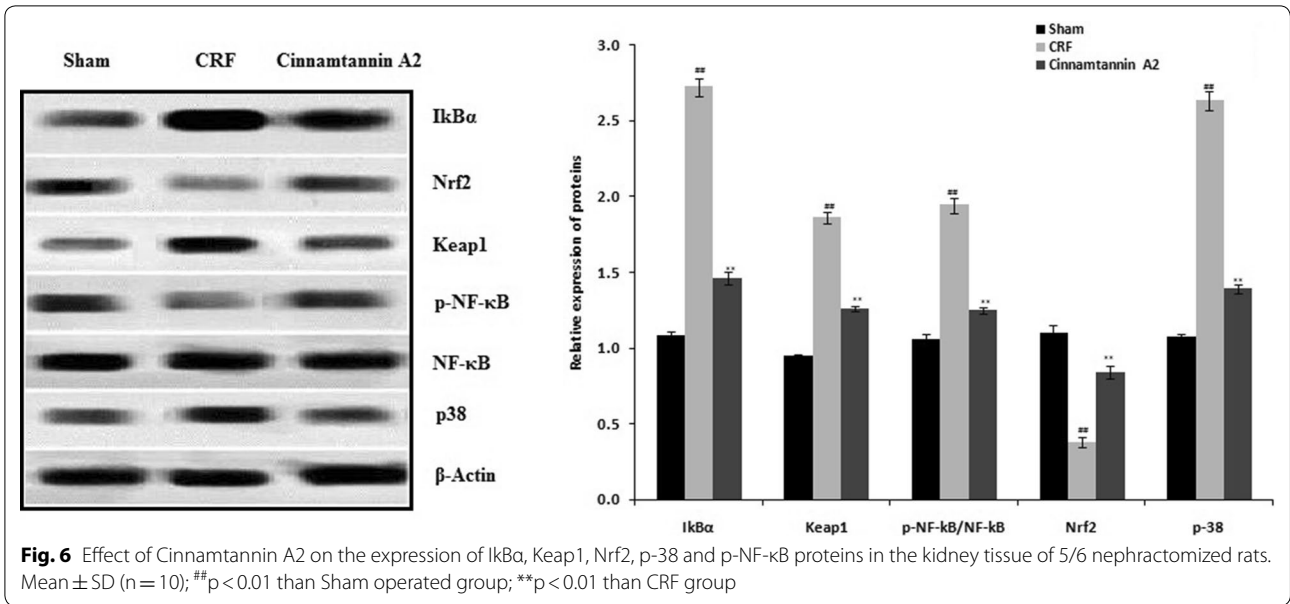 Sham CRF Cinnamtannin A2
IkBα
Nrf2
Keap1
p-NF-κB
NF-κB
p38
β-Actin
Sham
CRF
Cinnamtannin A2
Relative expression of proteins
3.0
2.5
2.0
1.5
1.0
0.5
0.0
## ** ## ** ## ** ## ** ## **
IkBα Keap1 p-NF-kB/NF-kB Nrf2 p-38
Fig. 6 Effect of Cinnamtannin A2 on the expression of IkBα, Keap1, Nrf2, p-38 and p-NF-κB proteins in the kidney tissue of 5/6 nephractomized rats.
Mean ± SD (n = 10); ##p < 0.01 than Sham operated group; **p < 0.01 than CRF group